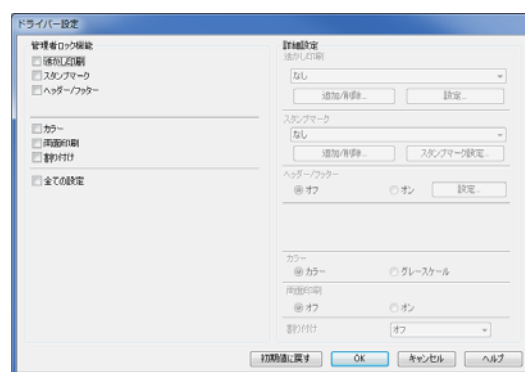 ドライバー設定
管理者ロック機能
透かし印刷
スタンプマーク
ヘッダー/フッター
カラー
両面印刷
割り付け
全ての設定
詳細設定
透かし印刷
なし
追加/削除...
設定...
スタンプマーク
なし
追加/削除...
スタンプマーク設定...
ヘッダー/フッター
オフ
オン
設定...
カラー
カラー
グレースケール
両面印刷
オフ
オン
割り付け
オフ
初期値に戻す
OK
キャンセル
ヘルプ